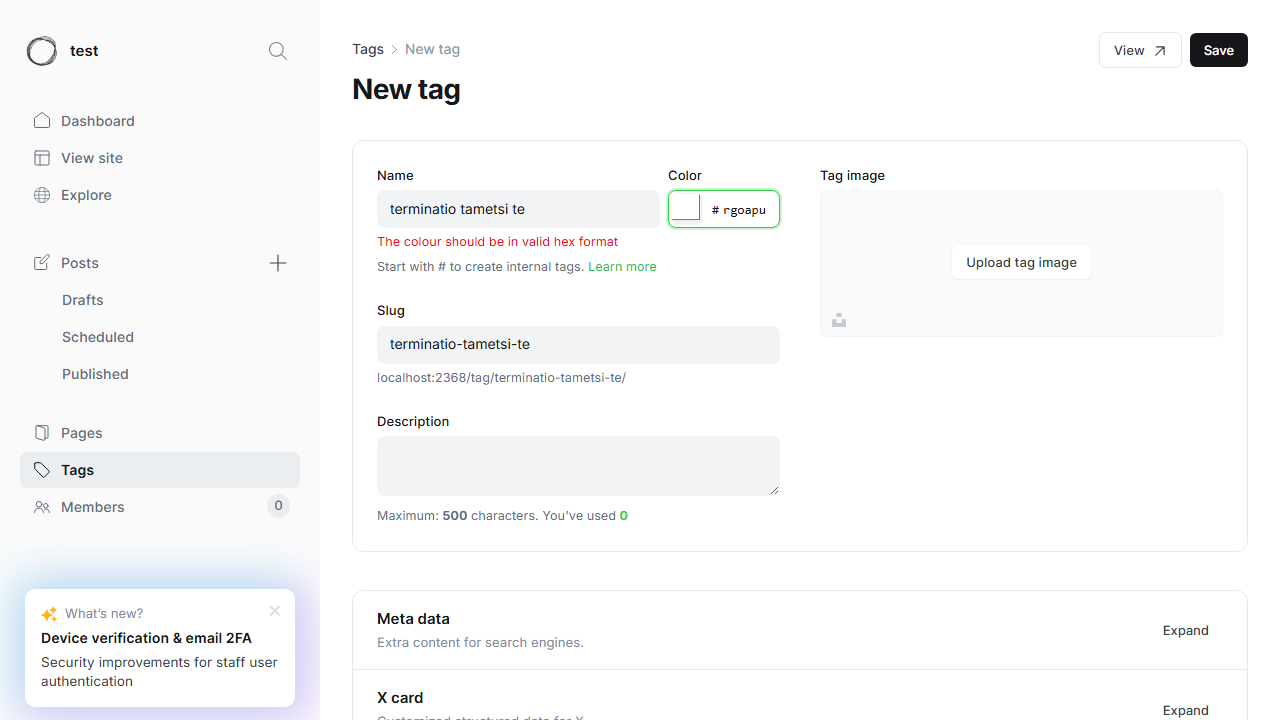 test
Dashboard
View site
Explore
Posts
Drafts
Scheduled
Published
Pages
Tags
Members
0
What's new?
Device verification & email 2FA
Security improvements for staff user
authentication
Tags
New tag
View
Save
New tag
Name
Color
terminatio tametsi te
# rgoapu
The colour should be in valid hex format
Start with # to create internal tags. Learn more
Slug
terminatio-tametsi-te
localhost:2368/tag/terminatio-tametsi-te/
Description
Maximum: 500 characters. You've used 0
Tag image
Upload tag image
Meta data
Extra content for search engines.
Expand
X card
Customized structured data for X
Expand